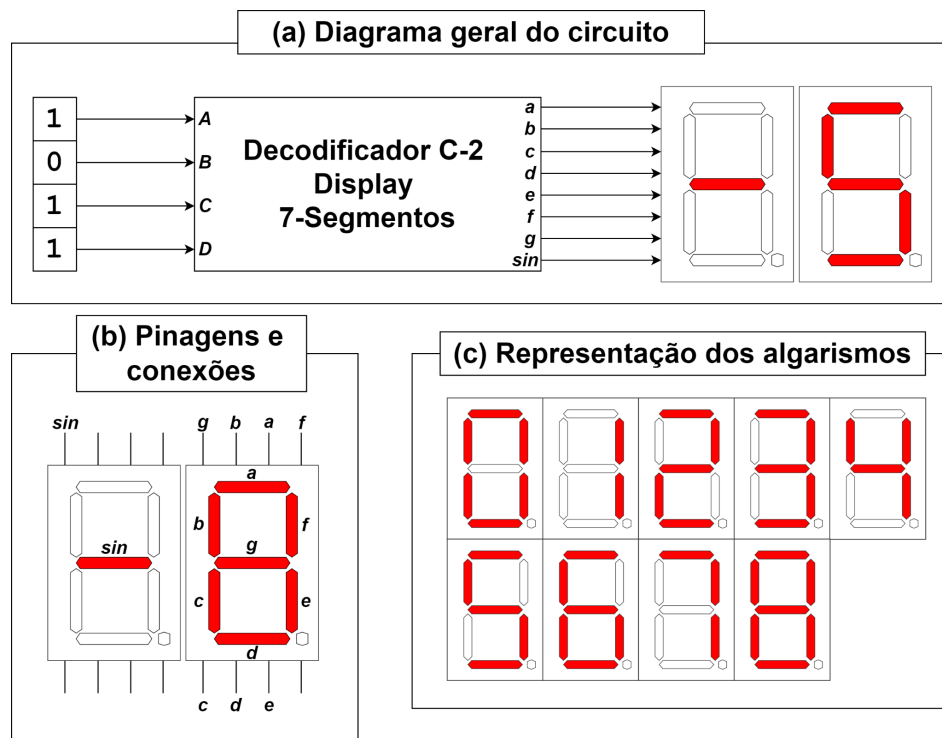 (a) Diagrama geral do circuito
1
0
1
1
A
B
C
D
Decodificador C-2
Display
7-Segmentos
a
b
c
d
e
f
g
sin
(b) Pinagens e
conexões
sin
g b a f
a
b f
sin g
c e
d
c d e
(c) Representação dos algarismos